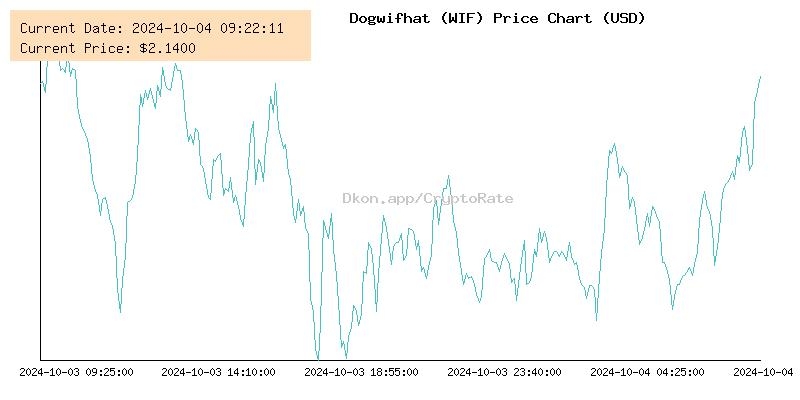 Dogwifhat (WIF) Price Chart (USD)
Current Date: 2024-10-04 09:22:11
Current Price: $2.1400
Dkon.app/CryptoRate
2024-10-03 09:25:00 2024-10-03 14:10:00 2024-10-03 18:55:00 2024-10-03 23:40:00 2024-10-04 04:25:00 2024-10-04